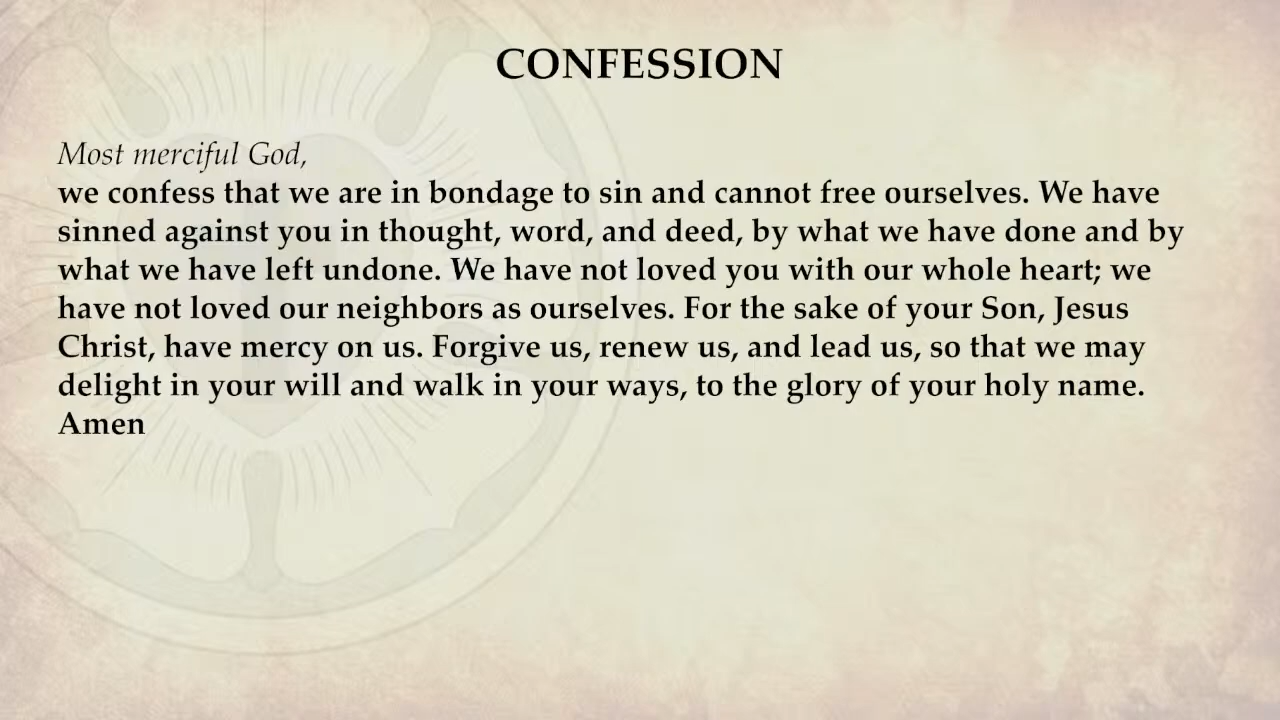 CONFESSION
Most merciful God,
we confess that we are in bondage to sin and cannot free ourselves. We have
sinned against you in thought, word, and deed, by what we have done and by
what we have left undone. We have not loved you with our whole heart; we
have not loved our neighbors as ourselves. For the sake of your Son, Jesus
Christ, have mercy on us. Forgive us, renew us, and lead us, so that we may
delight in your will and walk in your ways, to the glory of your holy name.
Amen